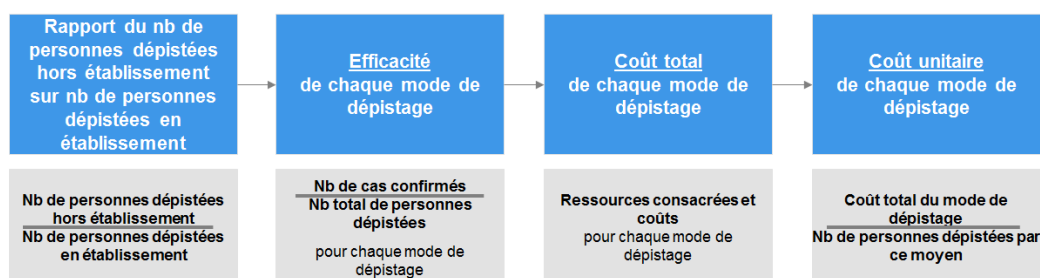 Rapport du nb de
personnes dépistées
hors établissement
sur nb de personnes
dépistées en
établissement
Efficacité
de chaque mode de
dépistage
Coût total
de chaque mode de
dépistage
Coût unitaire
de chaque mode de
dépistage
Nb de personnes dépistées
hors établissement
Nb de personnes dépistées
en établissement
Nb de cas confirmés
Nb total de personnes
dépistées
pour chaque mode de
dépistage
Ressources consacrées et
coûts
pour chaque mode de
dépistage
Coût total du mode de
dépistage
Nb de personnes dépistées par
ce moyen